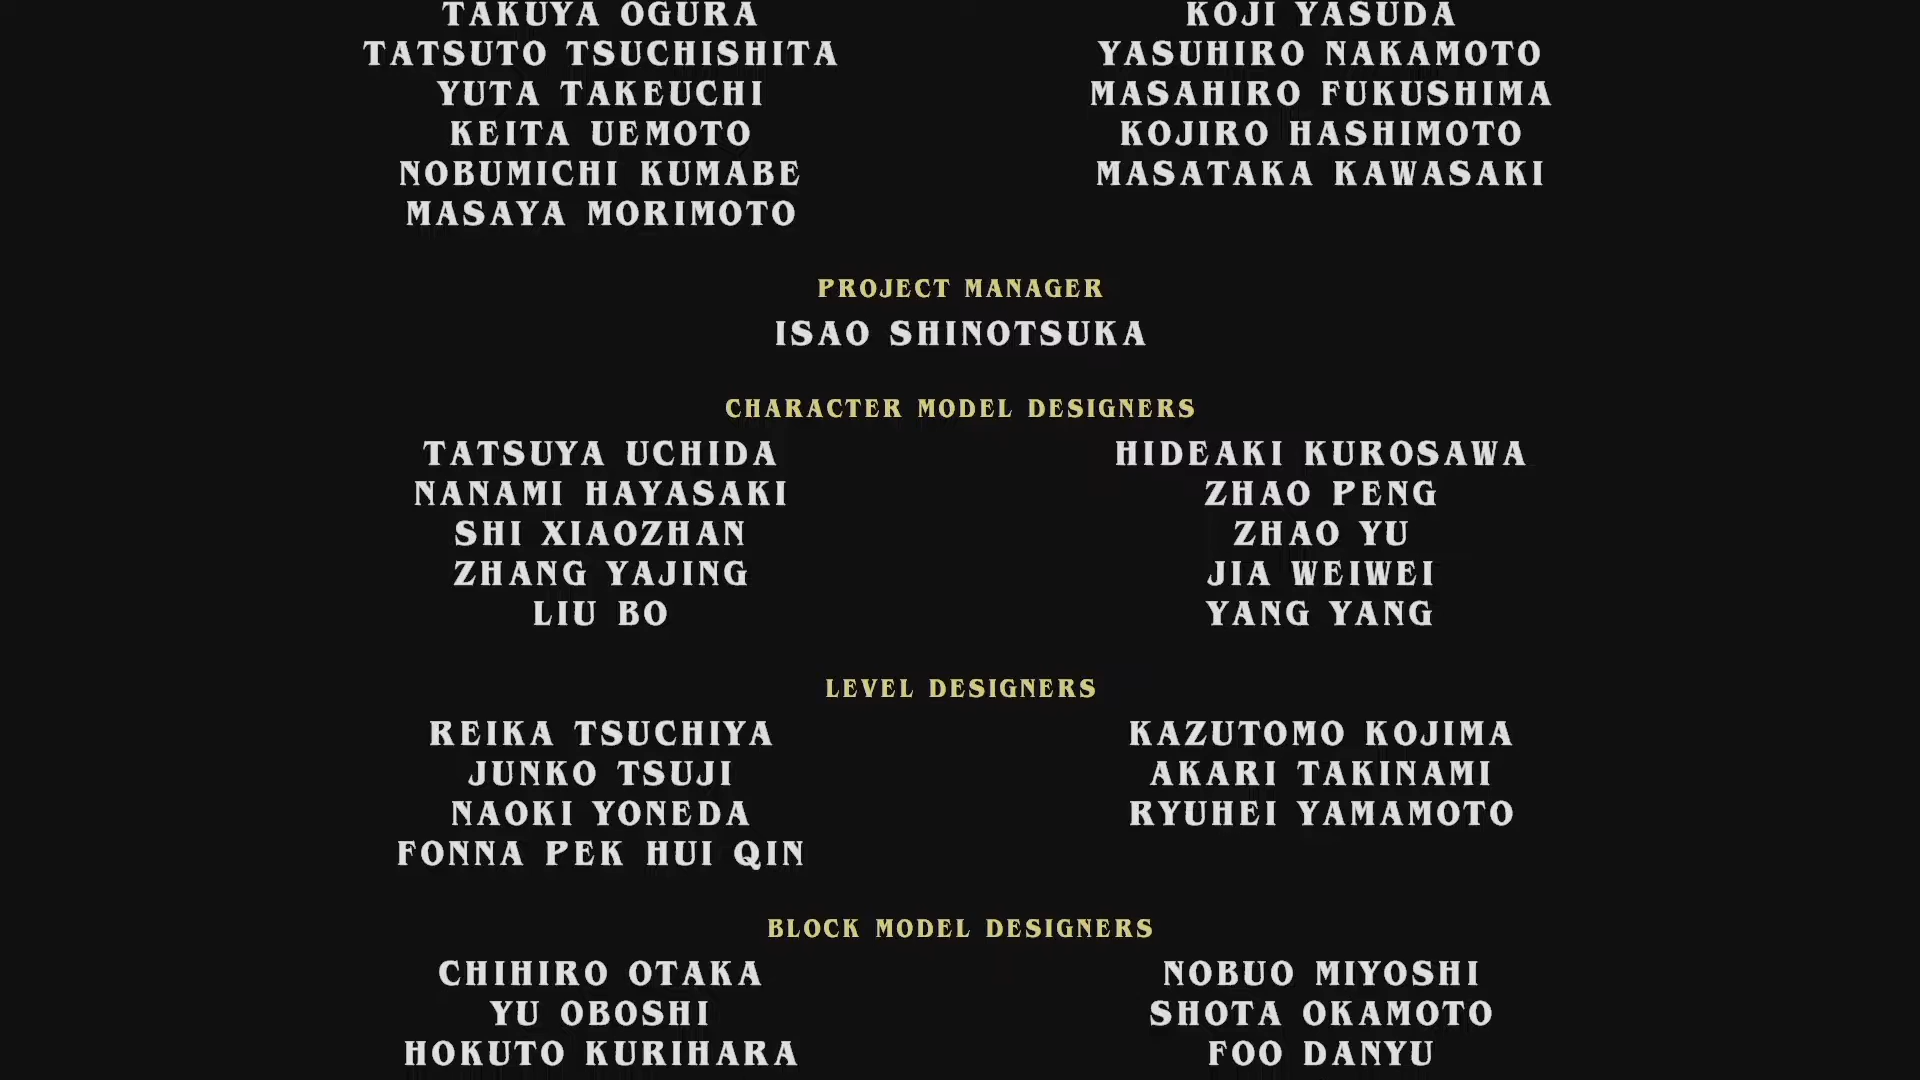 TAKUYA OGURA KOJI YASUDA
TATSUTO TSUCHISHITA YASUHIRO NAKAMOTO
YUTA TAKEUCHI MASAHIRO FUKUSHIMA
KEITA UEMOTO KOJIRO HASHIMOTO
NOBUMICHI KUMABE MASATAKA KAWASAKI
MASAYA MORIMOTO
PROJECT MANAGER
ISAO SHINOTSUKA
CHARACTER MODEL DESIGNERS
TATSUYA UCHIDA HIDEAKI KUROSAWA
NANAMI HAYASAKI ZHAO PENG
SHI XIAOZHAN ZHAO YU
ZHANG YAJING JIA WEIWEI
LIU BO YANG YANG
LEVEL DESIGNERS
REIKA TSUCHIYA KAZUTOMO KOJIMA
JUNKO TSUJI AKARI TAKINAMI
NAOKI YONEDA RYUHEI YAMAMOTO
FONNA PEK HUI QIN
BLOCK MODEL DESIGNERS
CHIHIRO OTAKA NOBUO MIYOSHI
YU OBOSHI SHOTA OKAMOTO
HOKUTO KURIHARA FOO DANYU